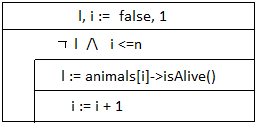 l, i := false, 1
ㄱ l /\ i <=n
l := animals[i]->isAlive()
i := i + 1